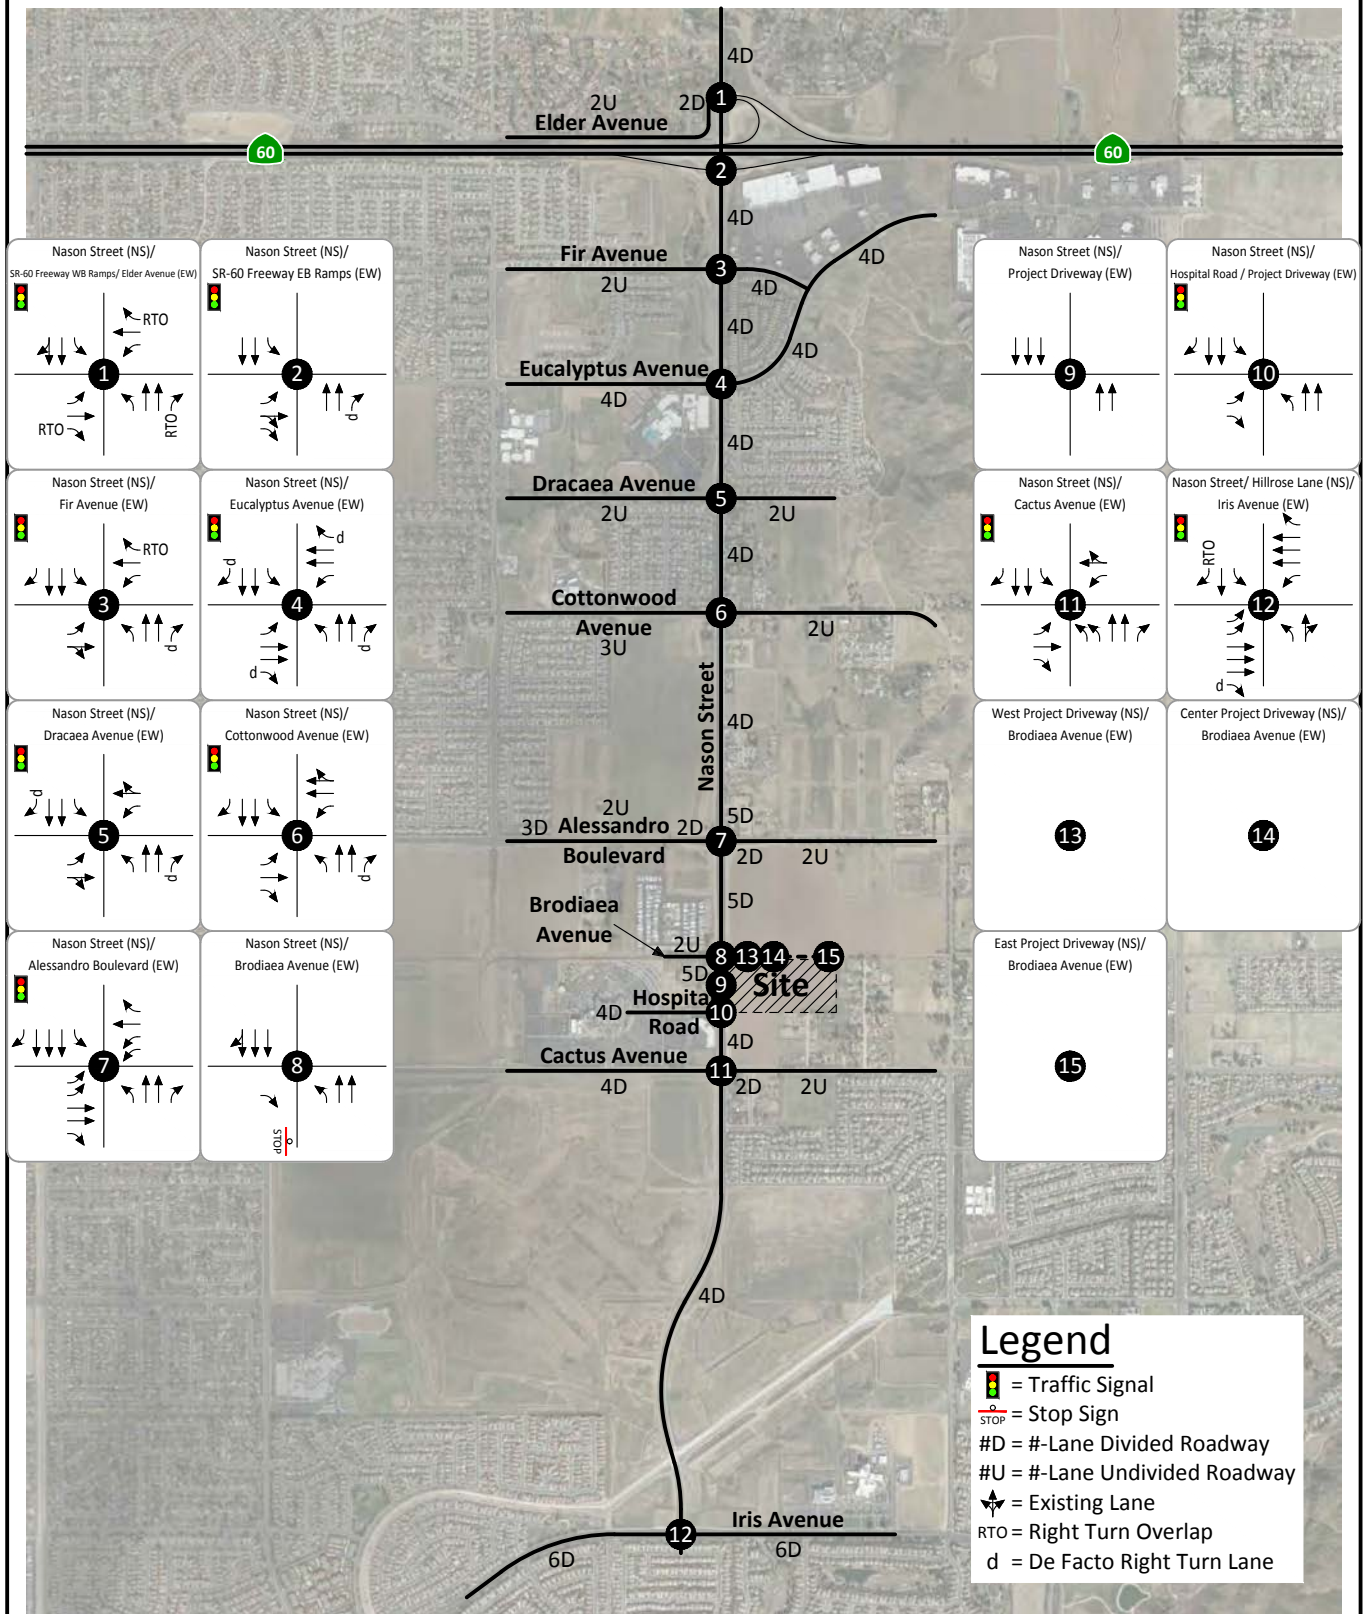 4D
1
2U
2D
Elder Avenue
60
60
2
4D
Fir Avenue
3
2U
4D
4D
4D
4D
Eucalyptus Avenue
4
4D
4D
Dracaea Avenue
5
2U
2U
4D
Cottonwood
Avenue
6
3U
2U
Nason Street
4D
2U
5D
3D Alessandro 2D
7
Boulevard
2D
2U
5D
Brodiaea
Avenue
2U
8
13
14
15
5D
9
Site
Hospita
4D
10
Road
4D
Cactus Avenue
11
4D
2D
2U
4D
12
Iris Avenue
6D
6D
Nason Street (NS)/
SR-60 Freeway WB Ramps/ Elder Avenue (EW)
RTO
1
RTO
RTO
Nason Street (NS)/
SR-60 Freeway EB Ramps (EW)
2
d
Nason Street (NS)/
Fir Avenue (EW)
RTO
3
d
Nason Street (NS)/
Eucalyptus Avenue (EW)
d
d
4
d
d
Nason Street (NS)/
Dracaea Avenue (EW)
d
5
d
Nason Street (NS)/
Cottonwood Avenue (EW)
6
d
Nason Street (NS)/
Alessandro Boulevard (EW)
7
Nason Street (NS)/
Brodiaea Avenue (EW)
8
STOP
Nason Street (NS)/
Project Driveway (EW)
9
Nason Street (NS)/
Hospital Road / Project Driveway (EW)
10
Nason Street (NS)/
Cactus Avenue (EW)
11
Nason Street/ Hillrose Lane (NS)/
Iris Avenue (EW)
RTO
12
d
West Project Driveway (NS)/
Brodiaea Avenue (EW)
13
Center Project Driveway (NS)/
Brodiaea Avenue (EW)
14
East Project Driveway (NS)/
Brodiaea Avenue (EW)
15
Legend
= Traffic Signal
STOP = Stop Sign
#D = #-Lane Divided Roadway
#U = #-Lane Undivided Roadway
= Existing Lane
RTO = Right Turn Overlap
d = De Facto Right Turn Lane